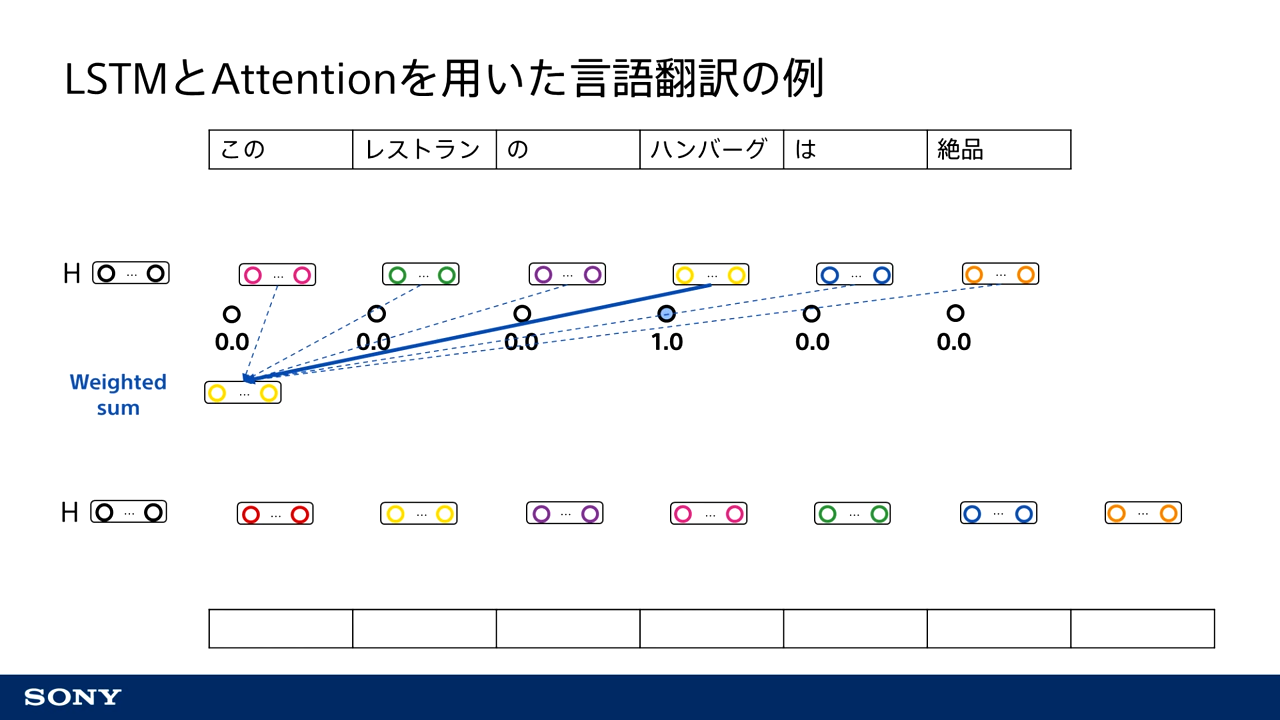 LSTMとAttentionを用いた言語翻訳の例
この レストラン の ハンバーグ は 絶品
H ... ... ... ... ... ... ...
0.0 0.0 0.0 1.0 0.0 0.0
Weighted
sum
...
H ... ... ... ... ... ... ... ...
SONY